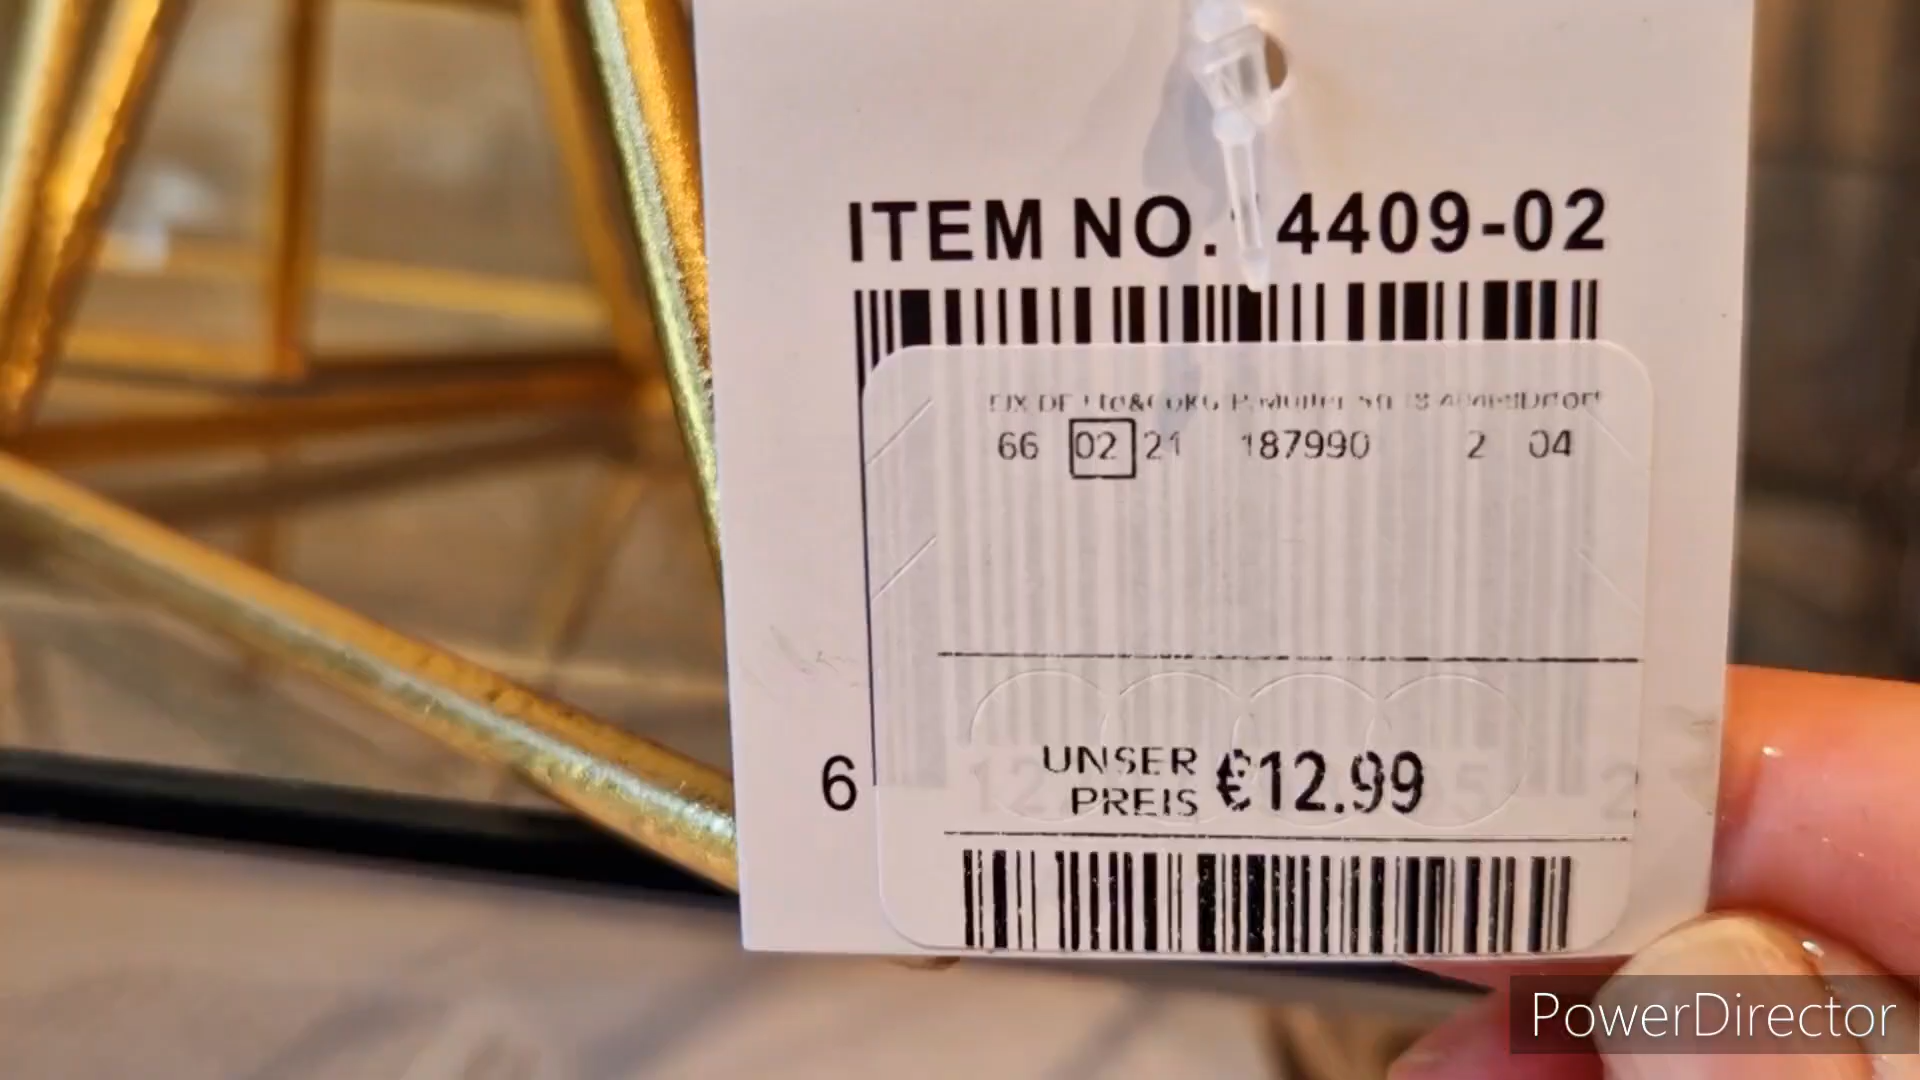 ITEM NO. 4409-02
66 02 21 187990 2 04
6
UNSER
PREIS €12.99
PowerDirector